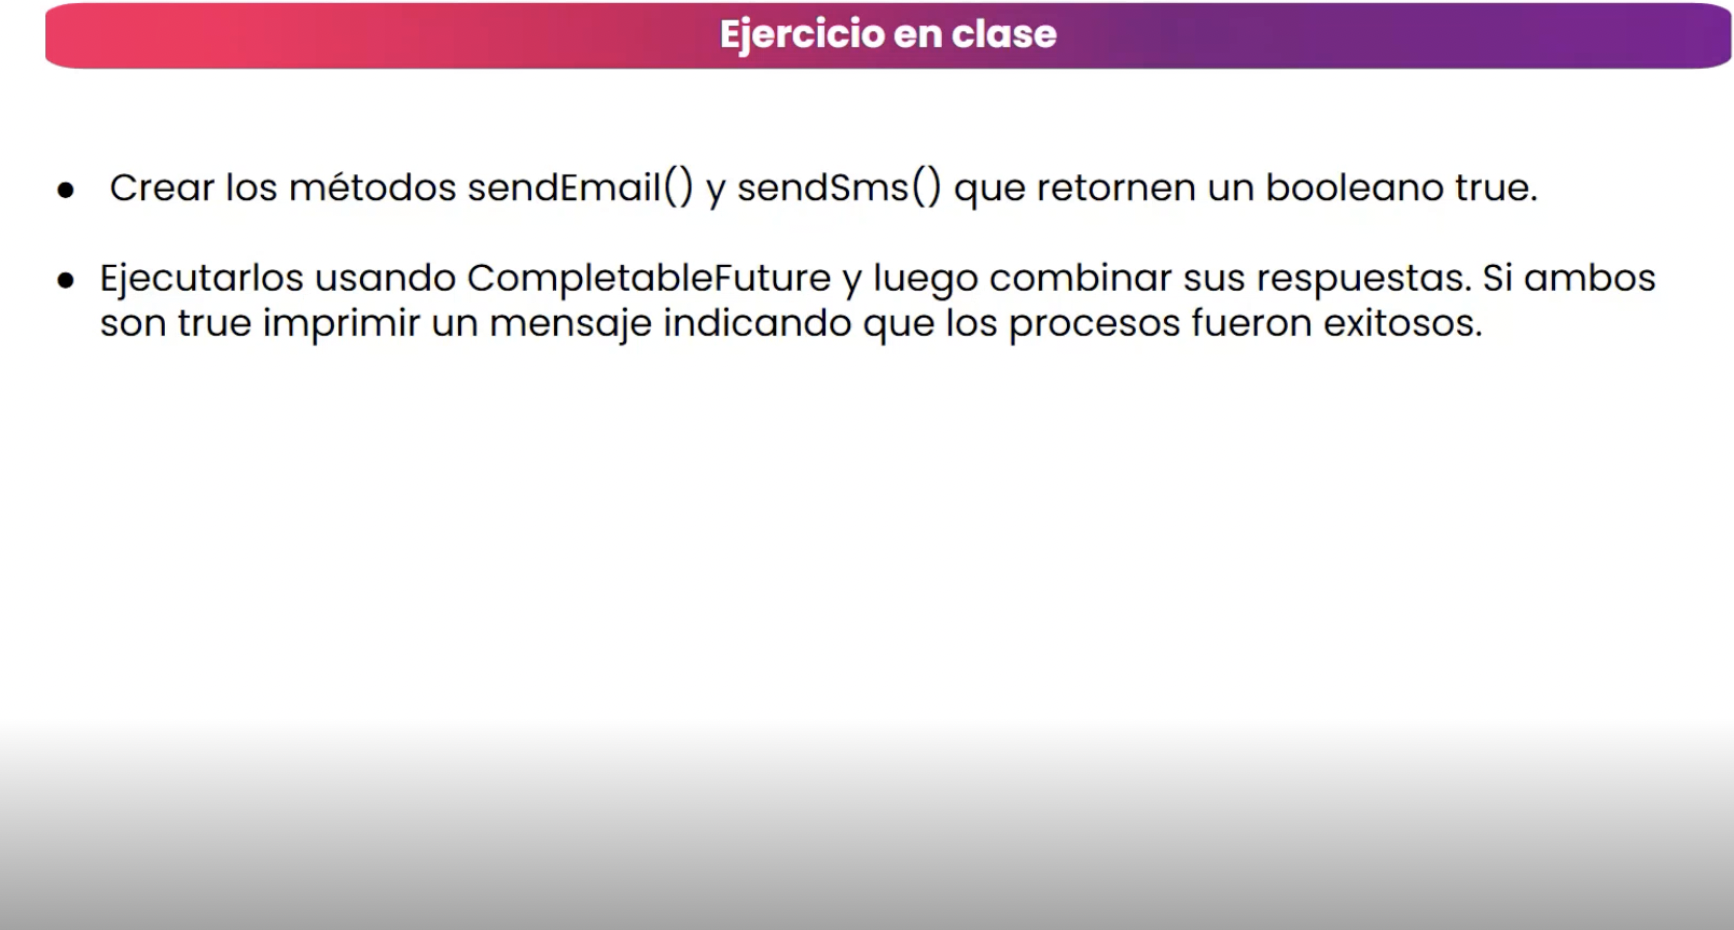 Ejercicio en clase
● Crear los métodos sendEmail() y sendSms() que retornen un booleano true.
● Ejecutarlos usando CompletableFuture y luego combinar sus respuestas. Si ambos
son true imprimir un mensaje indicando que los procesos fueron exitosos.